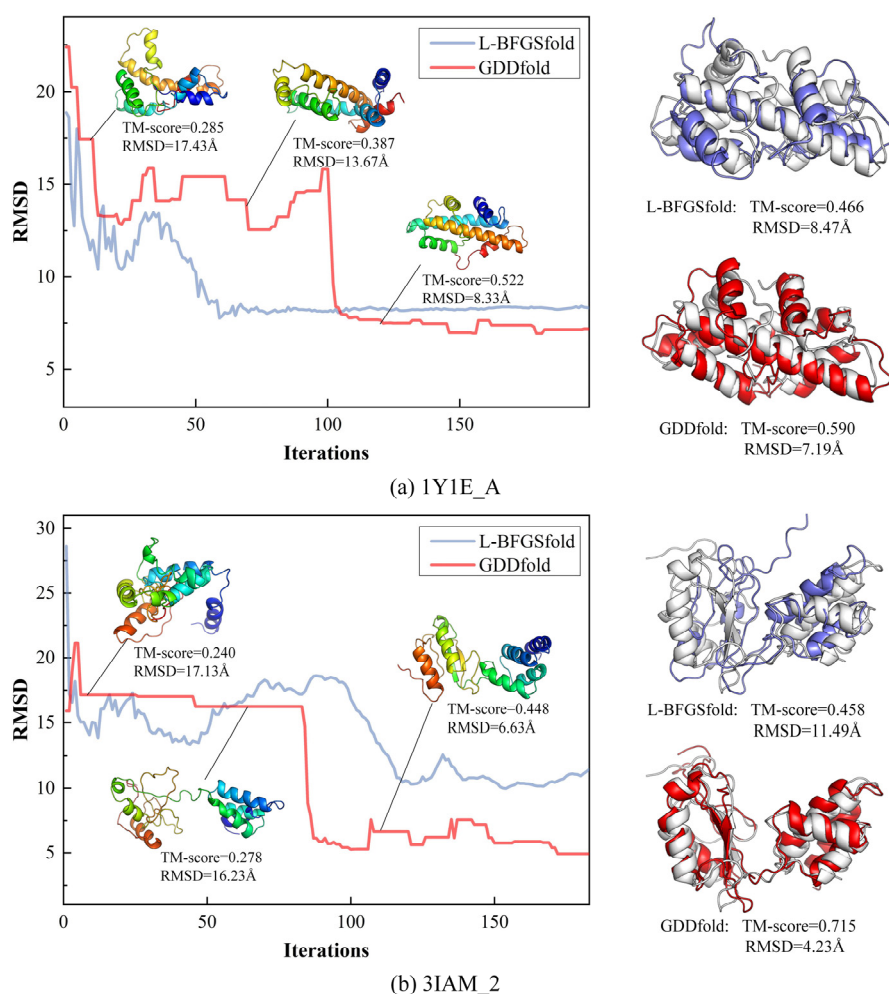 L-BFGSfold
GDDfold
RMSD
20
15
10
5
0
50
100
150
Iterations
TM-score=0.285
RMSD=17.43Å
TM-score=0.387
RMSD=13.67Å
TM-score=0.522
RMSD=8.33Å
L-BFGSfold: TM-score=0.466
RMSD=8.47Å
GDDfold: TM-score=0.590
RMSD=7.19Å
(a) 1Y1E_A
L-BFGSfold
GDDfold
RMSD
30
25
20
15
10
5
0
50
100
150
Iterations
TM-score=0.240
RMSD=17.13Å
TM-score=0.448
RMSD=6.63Å
TM-score=0.278
RMSD=16.23Å
L-BFGSfold: TM-score=0.458
RMSD=11.49Å
GDDfold: TM-score=0.715
RMSD=4.23Å
(b) 3IAM_2